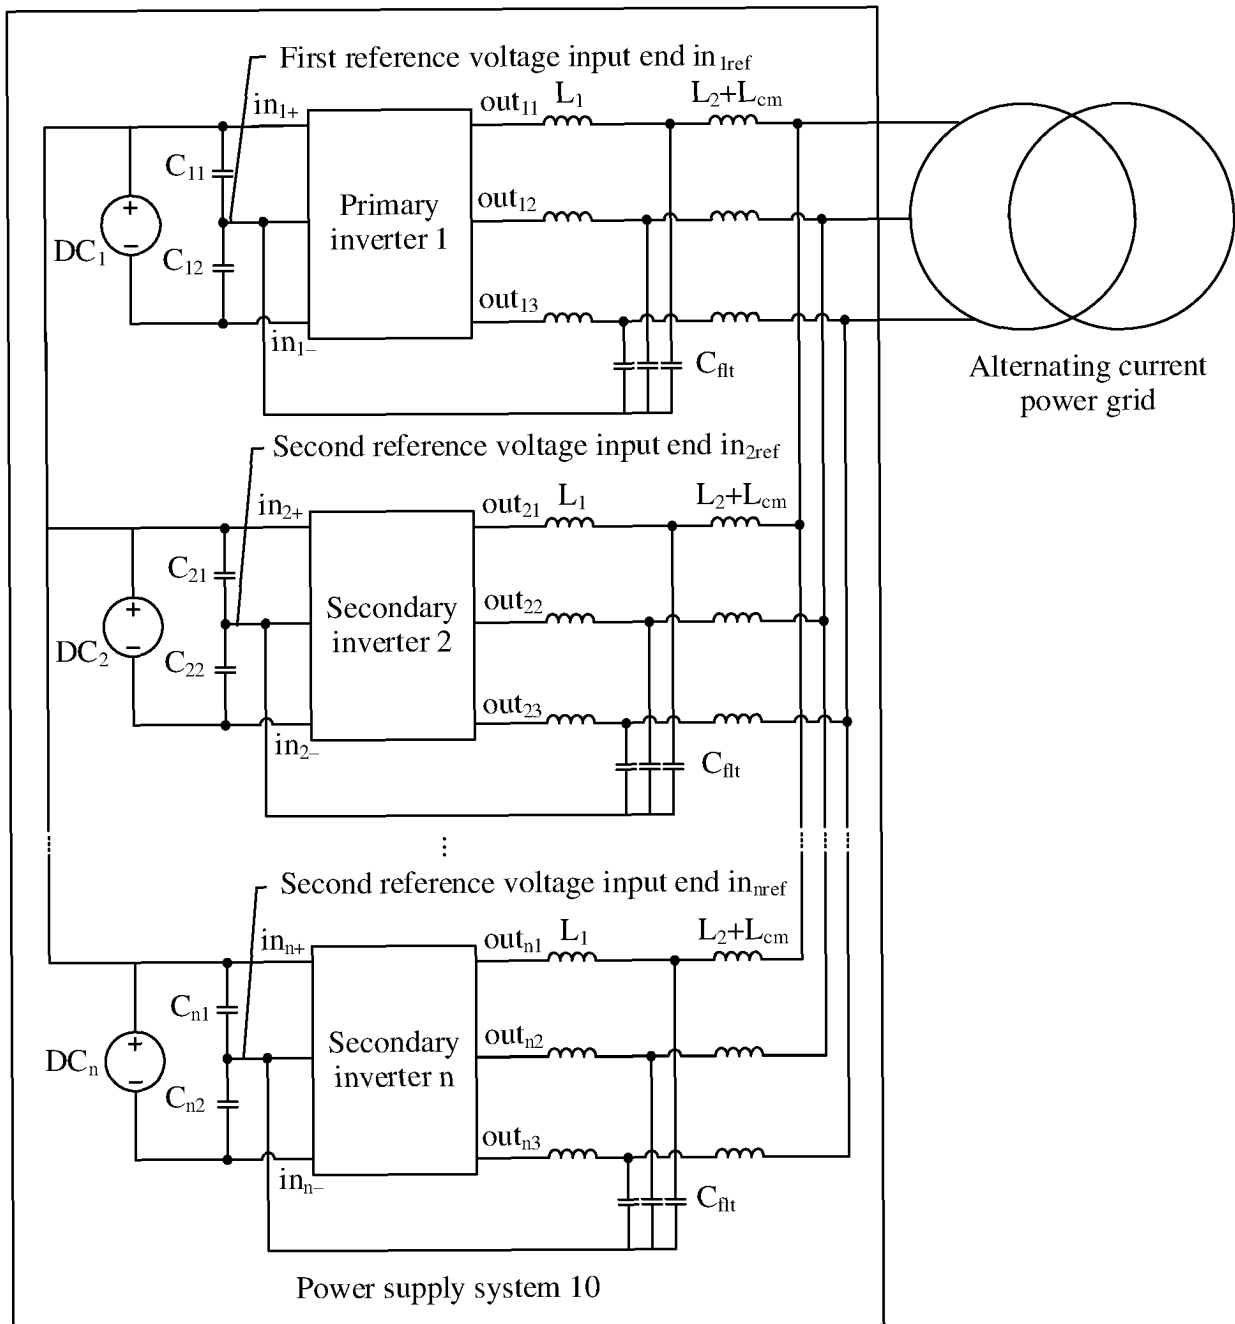 First reference voltage input end in1ref
in1+
out11
L1
L2+Lcm
C11
Primary
inverter 1
out12
DC1
C12
out13
in1–
Cflt
Alternating current
power grid
Second reference voltage input end in2ref
in2+
out21
L1
L2+Lcm
C21
Secondary
inverter 2
out22
DC2
C22
out23
in2–
Cflt
⋮
Second reference voltage input end innref
inn+
outn1
L1
L2+Lcm
Cn1
Secondary
inverter n
outn2
DCn
Cn2
outn3
inn–
Cflt
Power supply system 10